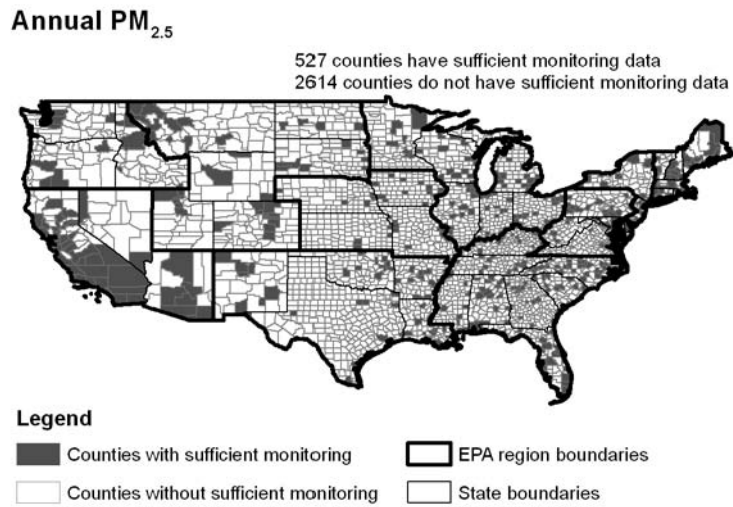 Annual PM2.5
527 counties have sufficient monitoring data
2614 counties do not have sufficient monitoring data
Legend
Counties with sufficient monitoring
EPA region boundaries
Counties without sufficient monitoring
State boundaries